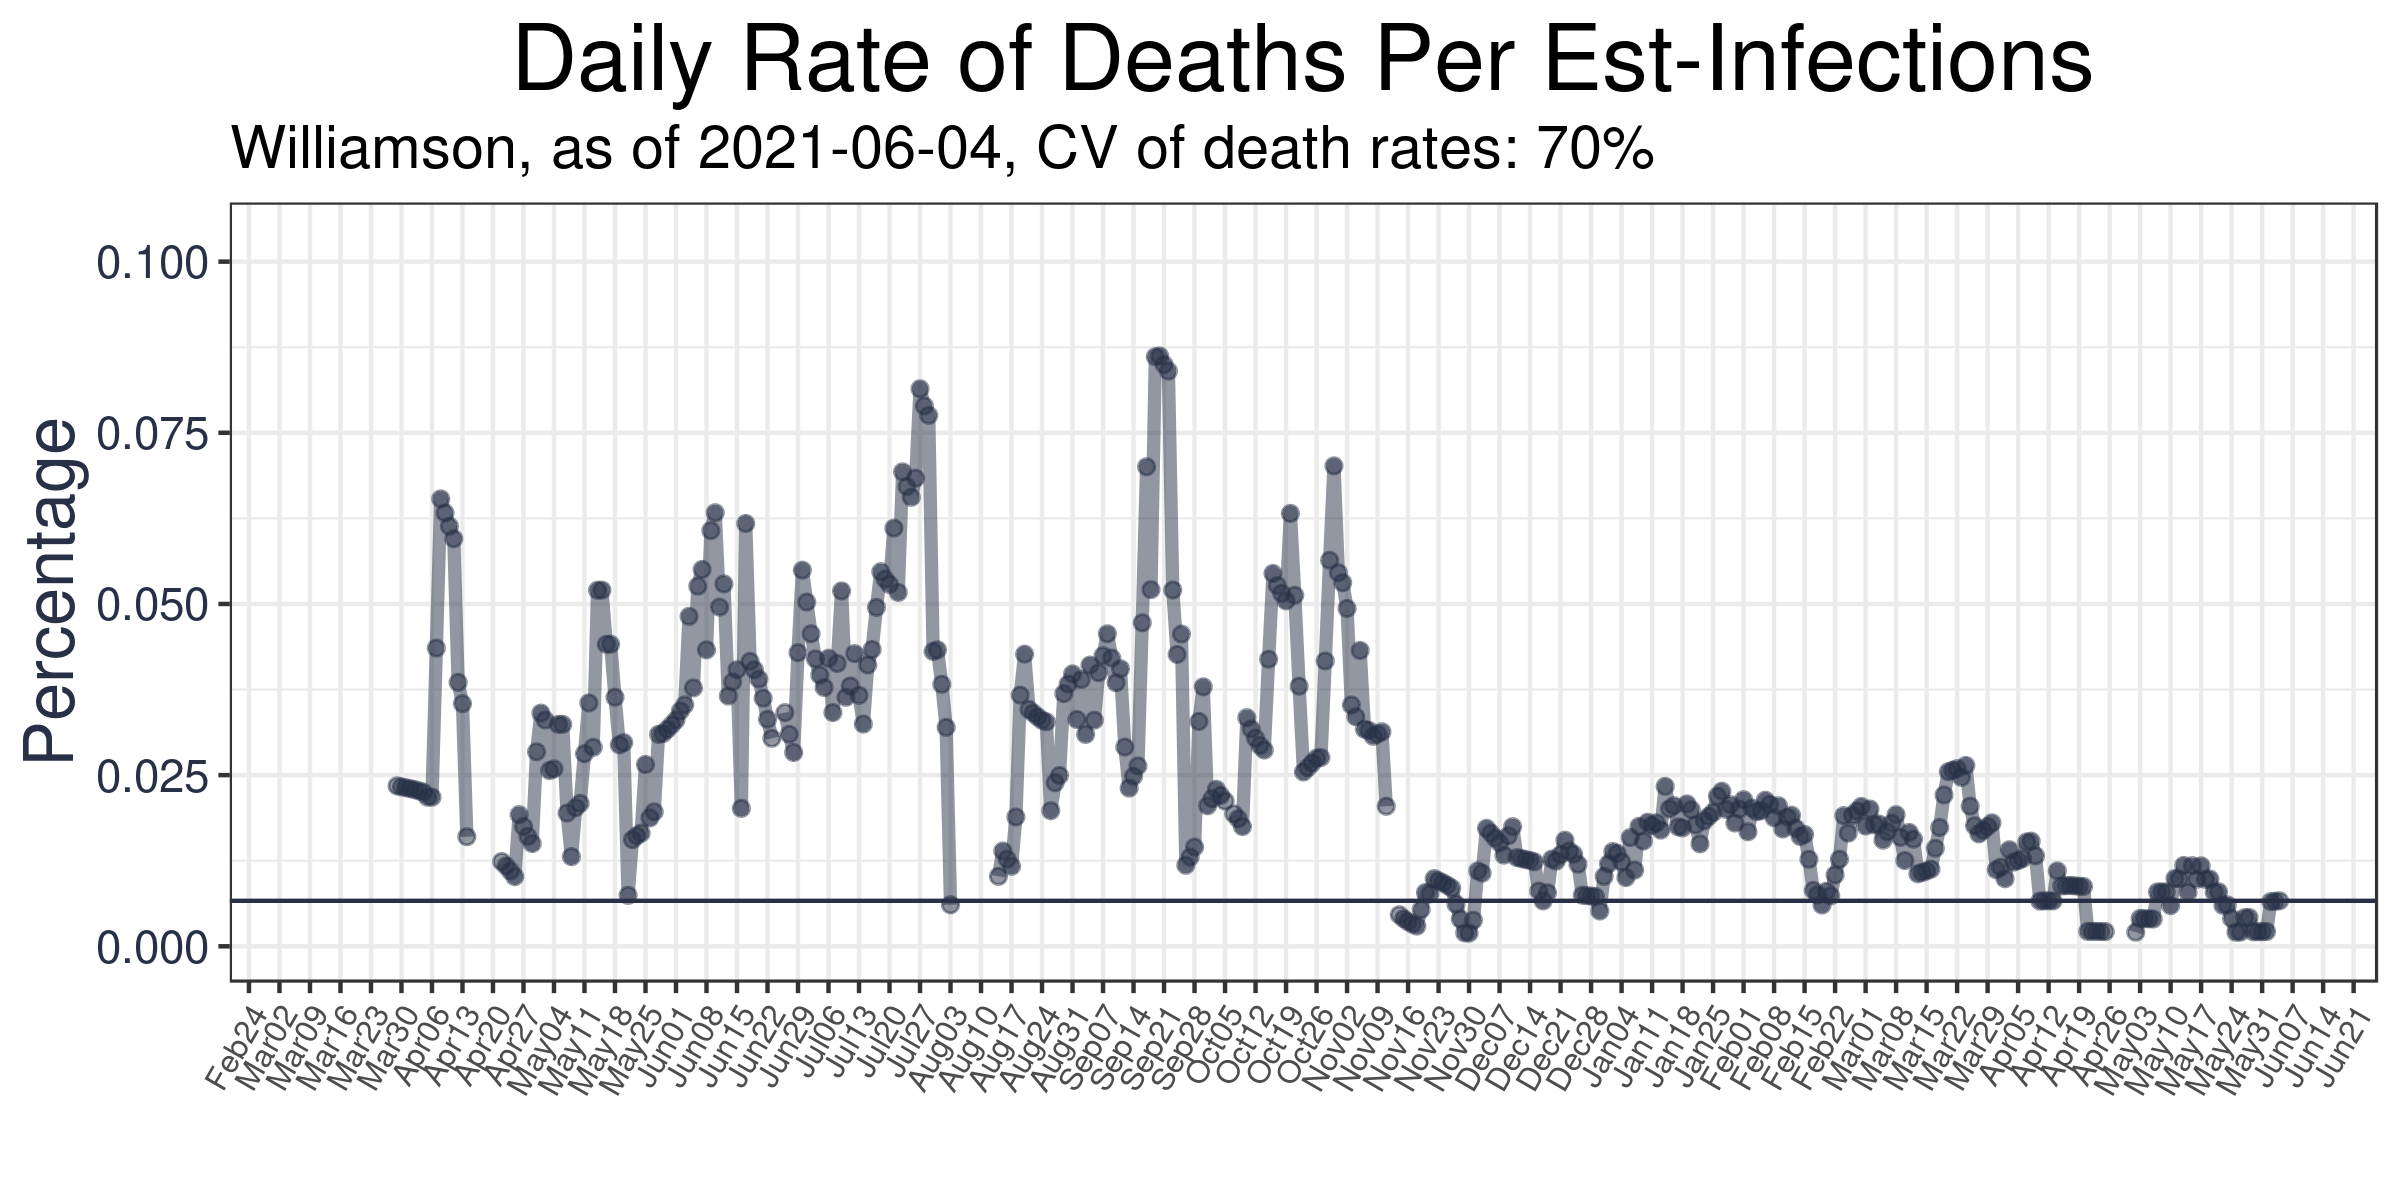 Daily Rate of Deaths Per Est-Infections
Williamson, as of 2021-06-04, CV of death rates: 70%
Percentage
0.100
0.075
0.050
0.025
0.000
Feb24
Mar02
Mar09
Mar16
Mar23
Mar30
Apr06
Apr13
Apr20
Apr27
May04
May11
May18
May25
Jun01
Jun08
Jun15
Jun22
Jun29
Jul06
Jul13
Jul20
Jul27
Aug03
Aug10
Aug17
Aug24
Aug31
Sep07
Sep14
Sep21
Sep28
Oct05
Oct12
Oct19
Oct26
Nov02
Nov09
Nov16
Nov23
Nov30
Dec07
Dec14
Dec21
Dec28
Jan04
Jan11
Jan18
Jan25
Feb01
Feb08
Feb15
Feb22
Mar01
Mar08
Mar15
Mar22
Mar29
Apr05
Apr12
Apr19
Apr26
May03
May10
May17
May24
May31
Jun07
Jun14
Jun21